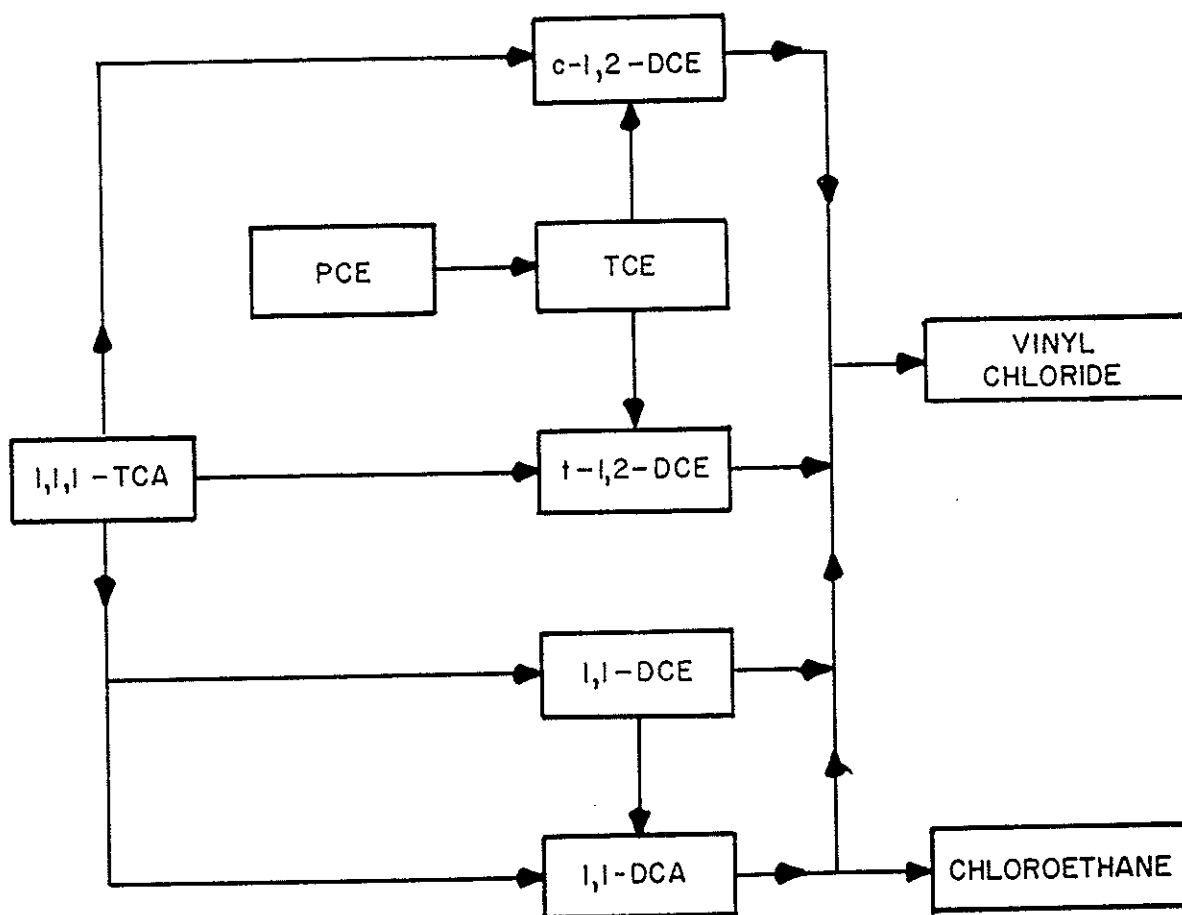 c-1,2-DCE
PCE
TCE
VINYL
CHLORIDE
1,1,1-TCA
t-1,2-DCE
1,1-DCE
1,1-DCA
CHLOROETHANE